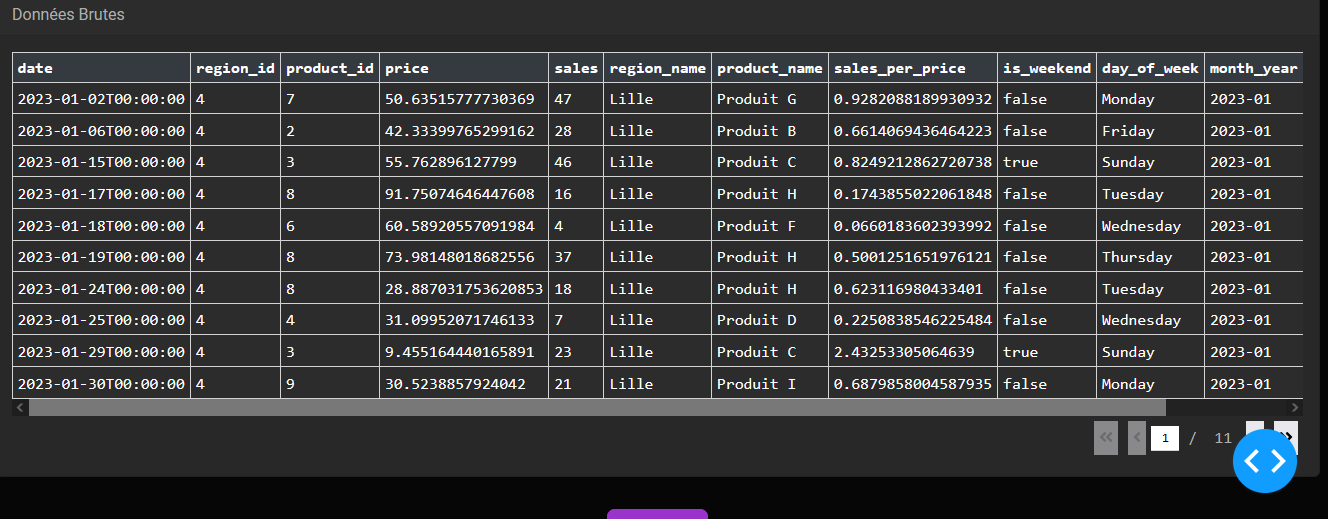 Données Brutes
date region_id product_id price sales region_name product_name sales_per_price is_weekend day_of_week month_year
2023-01-02T00:00:00 4 7 50.63515777730369 47 Lille Produit G 0.9282088189930932 false Monday 2023-01
2023-01-06T00:00:00 4 2 42.33399765299162 28 Lille Produit B 0.6614069436464223 false Friday 2023-01
2023-01-15T00:00:00 4 3 55.762896127799 46 Lille Produit C 0.8249212862720738 true Sunday 2023-01
2023-01-17T00:00:00 4 8 91.75074646447608 16 Lille Produit H 0.1743855022061848 false Tuesday 2023-01
2023-01-18T00:00:00 4 6 60.58920557091984 4 Lille Produit F 0.0660183602393992 false Wednesday 2023-01
2023-01-19T00:00:00 4 8 73.98148018682556 37 Lille Produit H 0.5001251651976121 false Thursday 2023-01
2023-01-24T00:00:00 4 8 28.887031753620853 18 Lille Produit H 0.623116980433401 false Tuesday 2023-01
2023-01-25T00:00:00 4 4 31.09952071746133 7 Lille Produit D 0.2250838546225484 false Wednesday 2023-01
2023-01-29T00:00:00 4 3 9.455164440165891 23 Lille Produit C 2.43253305064639 true Sunday 2023-01
2023-01-30T00:00:00 4 9 30.5238857924042 21 Lille Produit I 0.6879858004587935 false Monday 2023-01
1 / 11